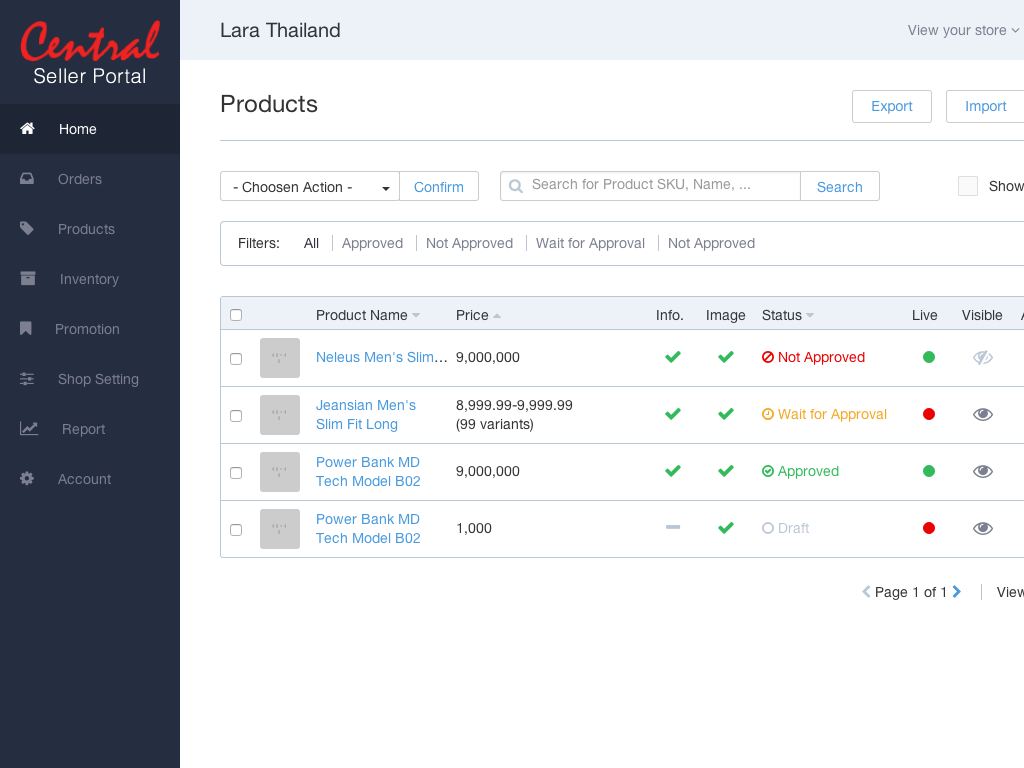 Central
Seller Portal
Home
Orders
Products
Inventory
Promotion
Shop Setting
Report
Account
Lara Thailand
View your store
Products
Export
Import
- Choosen Action -
Confirm
Search for Product SKU, Name, ...
Search
Show
Filters:
All
Approved
Not Approved
Wait for Approval
Not Approved
Product Name
Price
Info.
Image
Status
Live
Visible
Neleus Men's Slim...
9,000,000
Not Approved
Jeansian Men's
Slim Fit Long
8,999.99-9,999.99
(99 variants)
Wait for Approval
Power Bank MD
Tech Model B02
9,000,000
Approved
Power Bank MD
Tech Model B02
1,000
Draft
Page 1 of 1
View